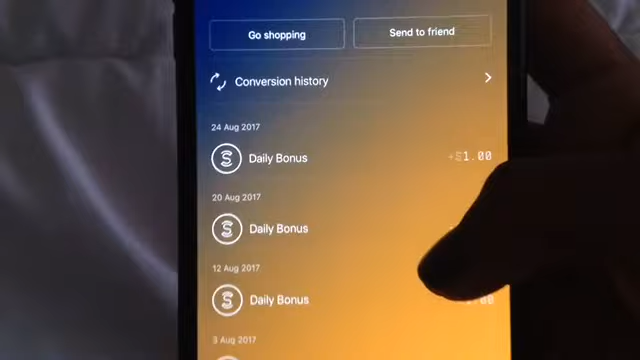 Go shopping
Send to friend
Conversion history
24 Aug 2017
Daily Bonus
1.00
20 Aug 2017
Daily Bonus
12 Aug 2017
Daily Bonus
3 Aug 2017